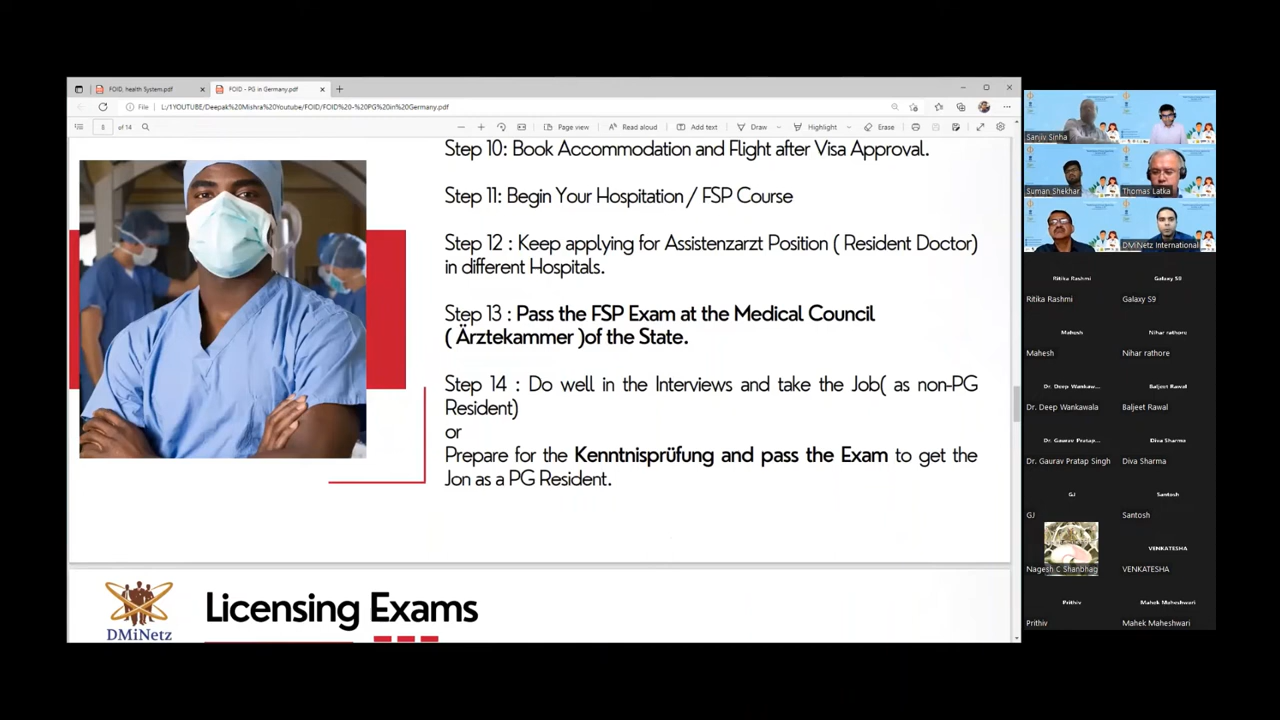 FOID, health System.pdf
FOID - PG in Germany.pdf
File
L:/1YOUTUBE/Deepak%20Mishra%20Youtube/FOID/FOID%20-%20PG%20in%20Germany.pdf
8 of 14
Page view
Read aloud
Add text
Draw
Highlight
Erase
Step 10: Book Accommodation and Flight after Visa Approval.
Step 11: Begin Your Hospitation / FSP Course
Step 12 : Keep applying for Assistenzarzt Position ( Resident Doctor)
in different Hospitals.
Step 13 : Pass the FSP Exam at the Medical Council
( Ärztekammer )of the State.
Step 14 : Do well in the Interviews and take the Job( as non-PG
Resident)
or
Prepare for the Kenntnisprüfung and pass the Exam to get the
Jon as a PG Resident.
DMiNetz
Licensing Exams
Sanjiv Sinha
Suman Shekhar
Thomas Latka
DMiNetz International
Ritika Rashmi
Galaxy S9
Ritika Rashmi
Galaxy S9
Mahesh
Nihar rathore
Mahesh
Nihar rathore
Dr. Deep Wankawa...
Baljeet Rawal
Dr. Deep Wankawala
Baljeet Rawal
Dr. Gaurav Pratap...
Diva Sharma
Dr. Gaurav Pratap Singh
Diva Sharma
GJ
Santosh
GJ
Santosh
VENKATESHA
Nagesh C Shanbhag
VENKATESHA
Prithiv
Mahek Maheshwari
Prithiv
Mahek Maheshwari